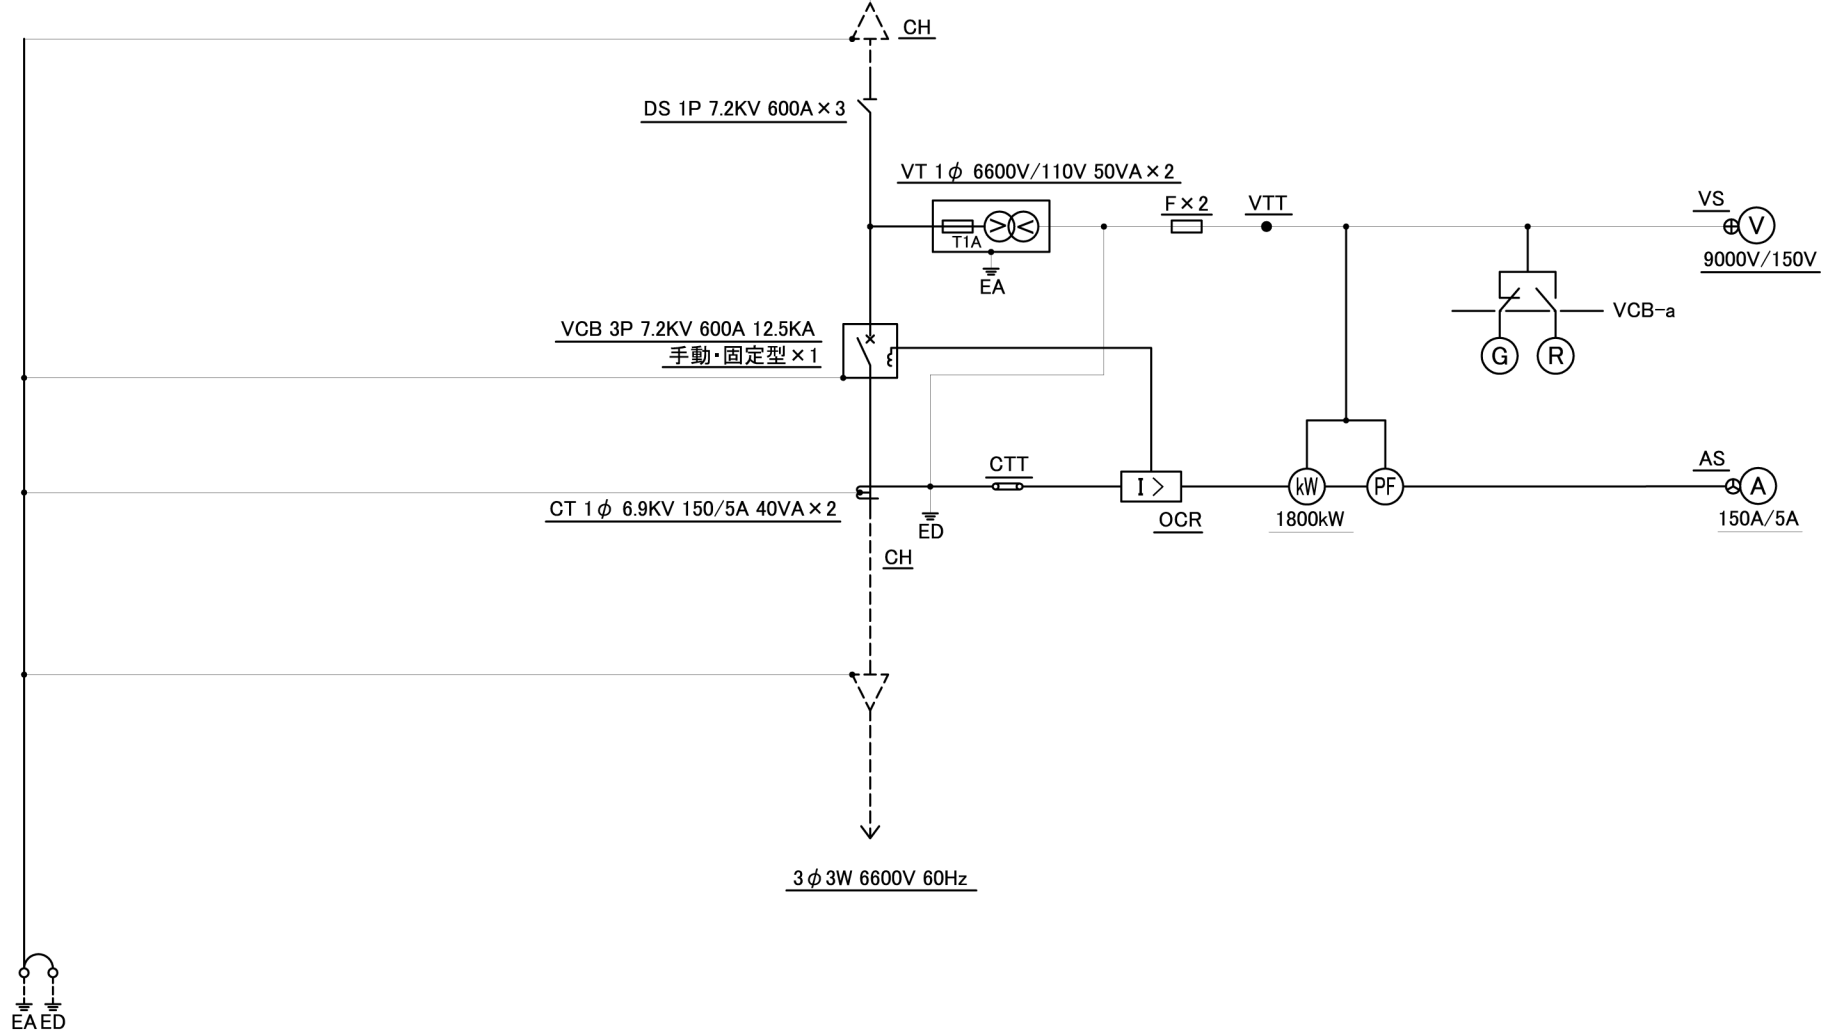 CH
DS 1P 7.2KV 600A×3
VT 1φ 6600V/110V 50VA×2
T1A
EA
F×2
VTT
VS
V
9000V/150V
VCB-a
G
R
VCB 3P 7.2KV 600A 12.5KA
手動・固定型×1
CT 1φ 6.9KV 150/5A 40VA×2
CTT
ED
I >
OCR
kW
1800kW
PF
AS
A
150A/5A
CH
3φ3W 6600V 60Hz
EA ED